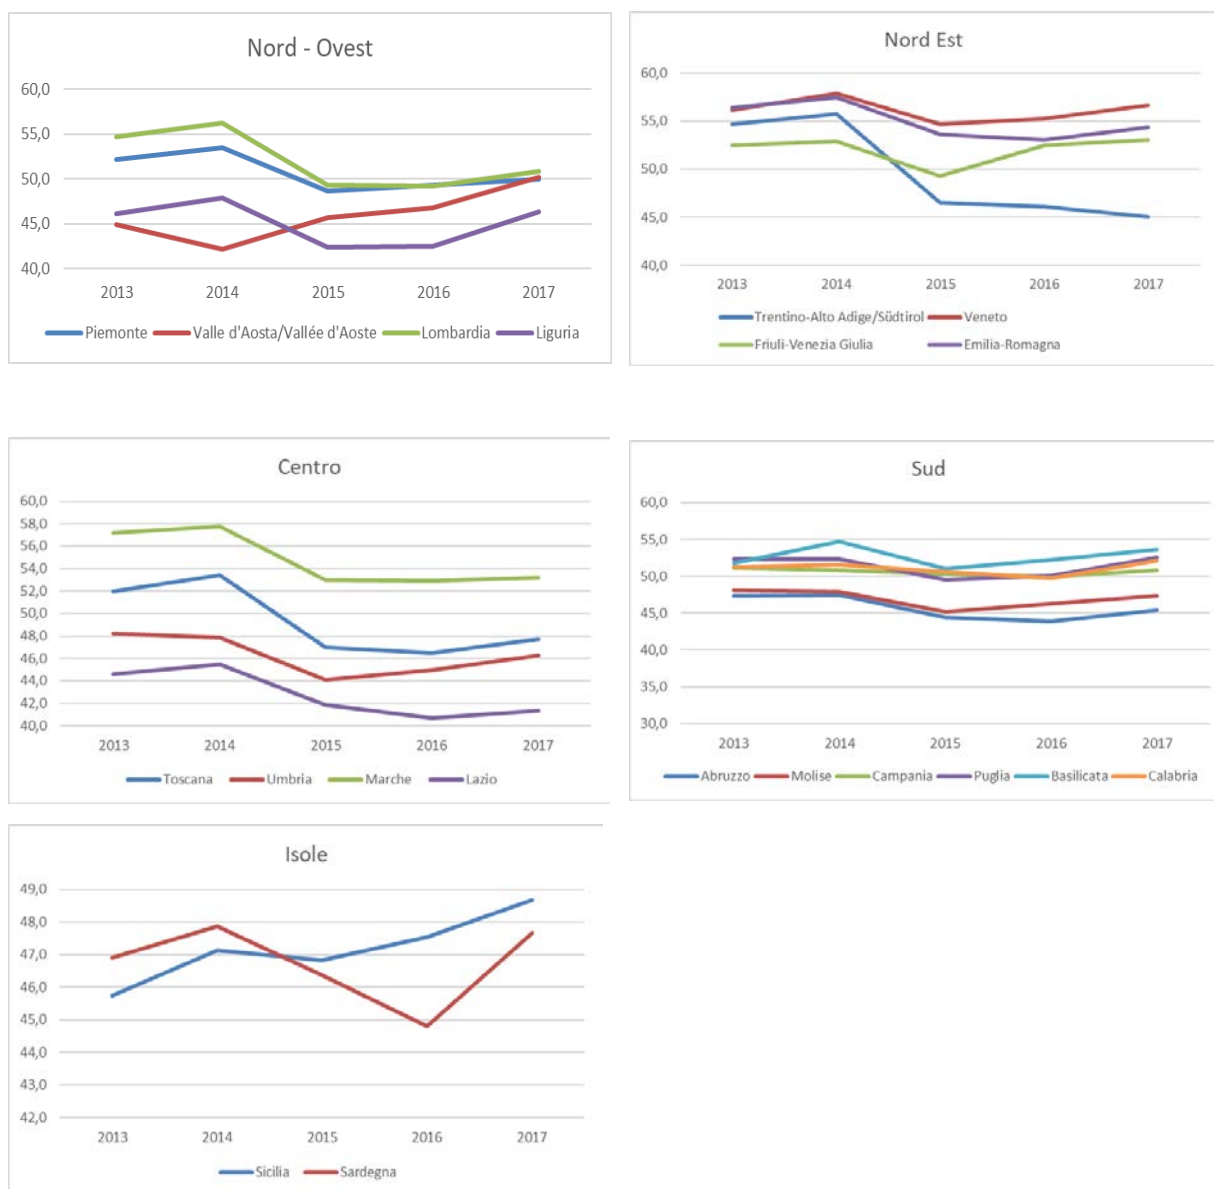 Nord - Ovest
60,0
55,0
50,0
45,0
40,0
2013 2014 2015 2016 2017
Piemonte Valle d'Aosta/Vallée d'Aoste Lombardia Liguria
Nord Est
60,0
55,0
50,0
45,0
40,0
2013 2014 2015 2016 2017
Trentino-Alto Adige/Südtirol Veneto
Friuli-Venezia Giulia Emilia-Romagna
Centro
60,0
58,0
56,0
54,0
52,0
50,0
48,0
46,0
44,0
42,0
40,0
2013 2014 2015 2016 2017
Toscana Umbria Marche Lazio
Sud
60,0
55,0
50,0
45,0
40,0
35,0
30,0
2013 2014 2015 2016 2017
Abruzzo Molise Campania Puglia Basilicata Calabria
Isole
49,0
48,0
47,0
46,0
45,0
44,0
43,0
42,0
2013 2014 2015 2016 2017
Sicilia Sardegna